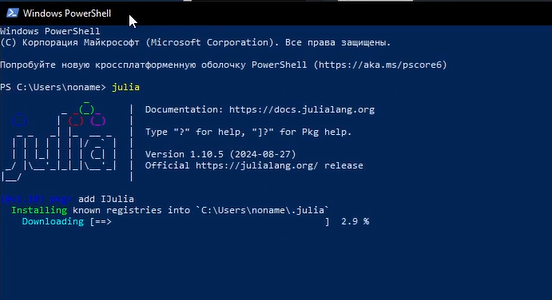 Windows PowerShell
Windows PowerShell
(C) Корпорация Майкрософт (Microsoft Corporation). Все права защищены.
Попробуйте новую кроссплатформенную оболочку PowerShell (https://aka.ms/pscore6)
PS C:\Users\noname> julia
Documentation: https://docs.julialang.org
Type "?" for help, "]?" for Pkg help.
Version 1.10.5 (2024-08-27)
Official https://julialang.org/ release
add IJulia
Installing known registries into `C:\Users\noname\.julia`
Downloading [==>                                        ]  2.9 %